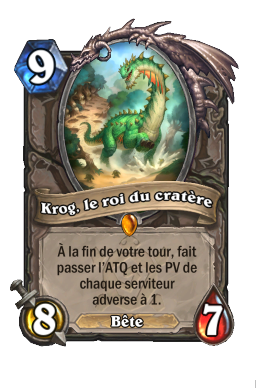 9
Krog, le roi du cratère
À la fin de votre tour, fait
passer l'ATQ et les PV de
chaque serviteur
adverse à 1.
8
Bête
7